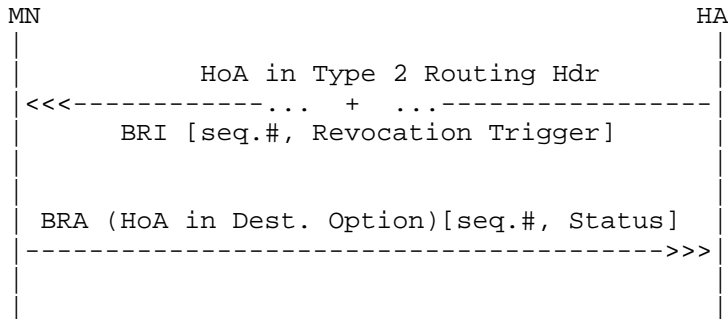 MN HA
HoA in Type 2 Routing Hdr
|<<<------------... + ...-----------------|
BRI [seq.#, Revocation Trigger]
BRA (HoA in Dest. Option)[seq.#, Status]
|---------------------------------------->>>|